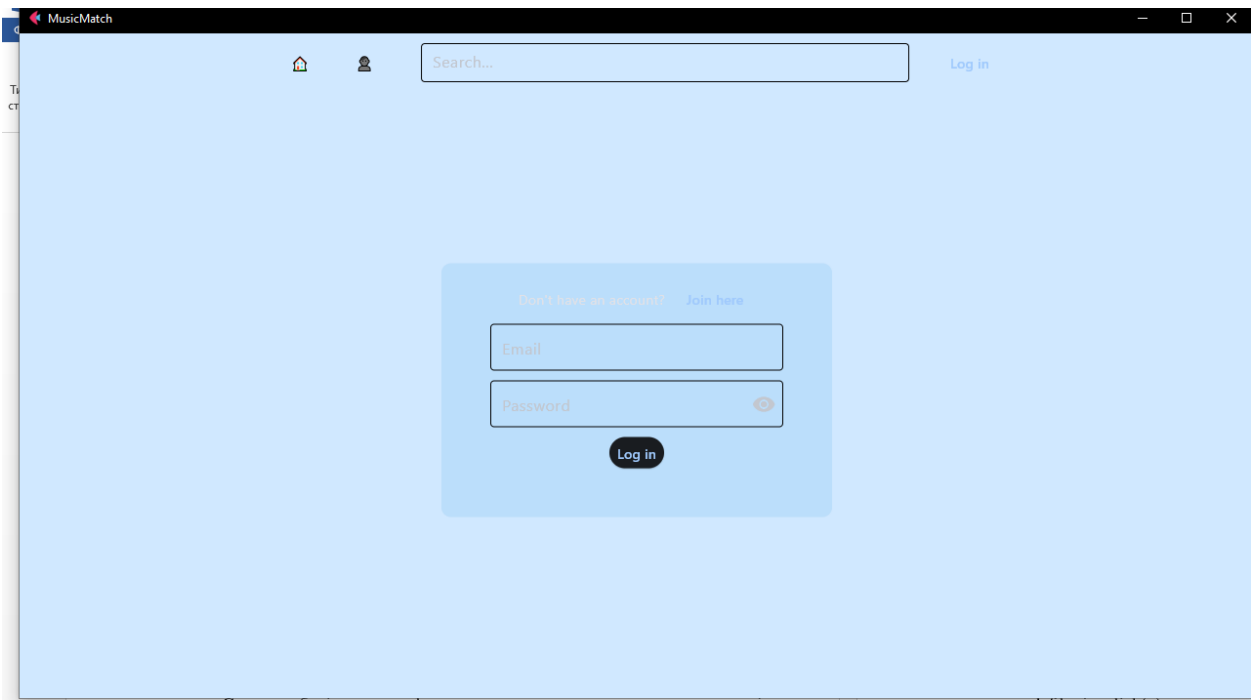 MusicMatch
Search...
Log in
Don't have an account? Join here
Email
Password
Log in